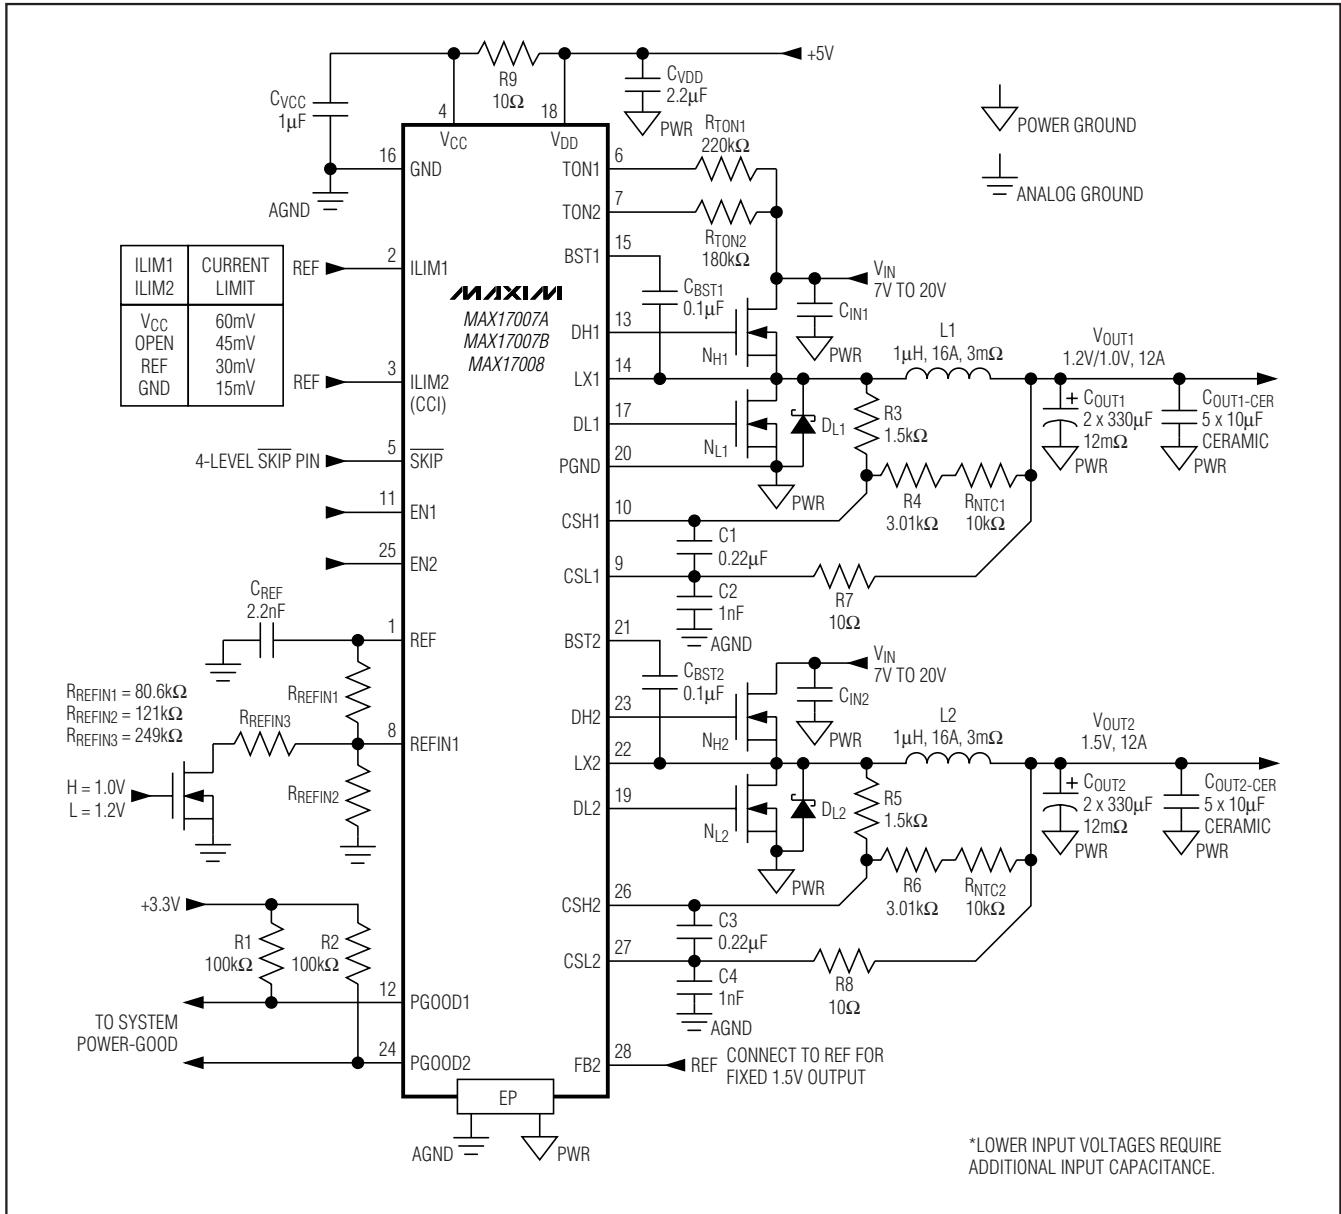 +5V
R9
10Ω
CVCC
1µF
CVDD
2.2µF
PWR
4
18
VCC
VDD
POWER GROUND
ANALOG GROUND
16
GND
AGND
TON1
6
RTON1
220kΩ
TON2
7
RTON2
180kΩ
ILIM1
ILIM2
CURRENT
LIMIT
VCC
60mV
OPEN
45mV
REF
30mV
GND
15mV
REF
2
ILIM1
MAXIM
MAX17007A
MAX17007B
MAX17008
BST1
15
CBST1
0.1µF
VIN
7V TO 20V
CIN1
PWR
DH1
13
NH1
REF
3
ILIM2
(CCI)
LX1
14
L1
1µH, 16A, 3mΩ
VOUT1
1.2V/1.0V, 12A
DL1
17
NL1
DL1
R3
1.5kΩ
+
COUT1
2 x 330µF
12mΩ
PWR
COUT1-CER
5 x 10µF
CERAMIC
PWR
4-LEVEL SKIP PIN
5
SKIP
PGND
20
PWR
R4
3.01kΩ
RNTC1
10kΩ
11
EN1
CSH1
10
C1
0.22µF
25
EN2
CSL1
9
R7
10Ω
C2
1nF
AGND
CREF
2.2nF
1
REF
BST2
21
CBST2
0.1µF
VIN
7V TO 20V
CIN2
PWR
RREFIN1 = 80.6kΩ
RREFIN2 = 121kΩ
RREFIN3 = 249kΩ
RREFIN1
RREFIN3
8
REFIN1
RREFIN2
H = 1.0V
L = 1.2V
DH2
23
NH2
LX2
22
L2
1µH, 16A, 3mΩ
VOUT2
1.5V, 12A
DL2
19
NL2
DL2
R5
1.5kΩ
+
COUT2
2 x 330µF
12mΩ
PWR
COUT2-CER
5 x 10µF
CERAMIC
PWR
PWR
R6
3.01kΩ
RNTC2
10kΩ
+3.3V
R1
100kΩ
R2
100kΩ
CSH2
26
C3
0.22µF
CSL2
27
R8
10Ω
C4
1nF
AGND
12
PGOOD1
TO SYSTEM
POWER-GOOD
24
PGOOD2
FB2
28
REF
CONNECT TO REF FOR
FIXED 1.5V OUTPUT
EP
AGND
PWR
*LOWER INPUT VOLTAGES REQUIRE
ADDITIONAL INPUT CAPACITANCE.